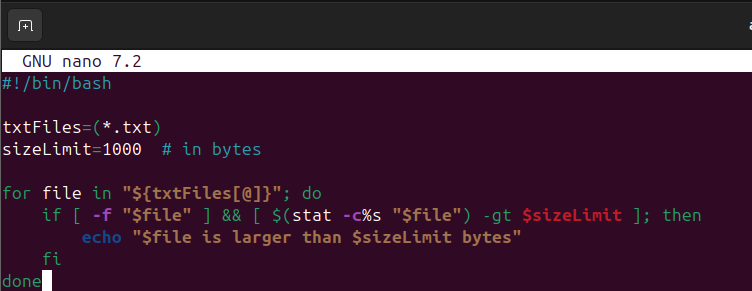 GNU nano 7.2
#!/bin/bash
txtFiles=(*.txt)
sizeLimit=1000  # in bytes
for file in "${txtFiles[@]}"; do
    if [ -f "$file" ] && [ $(stat -c%s "$file") -gt $sizeLimit ]; then
        echo "$file is larger than $sizeLimit bytes"
    fi
done